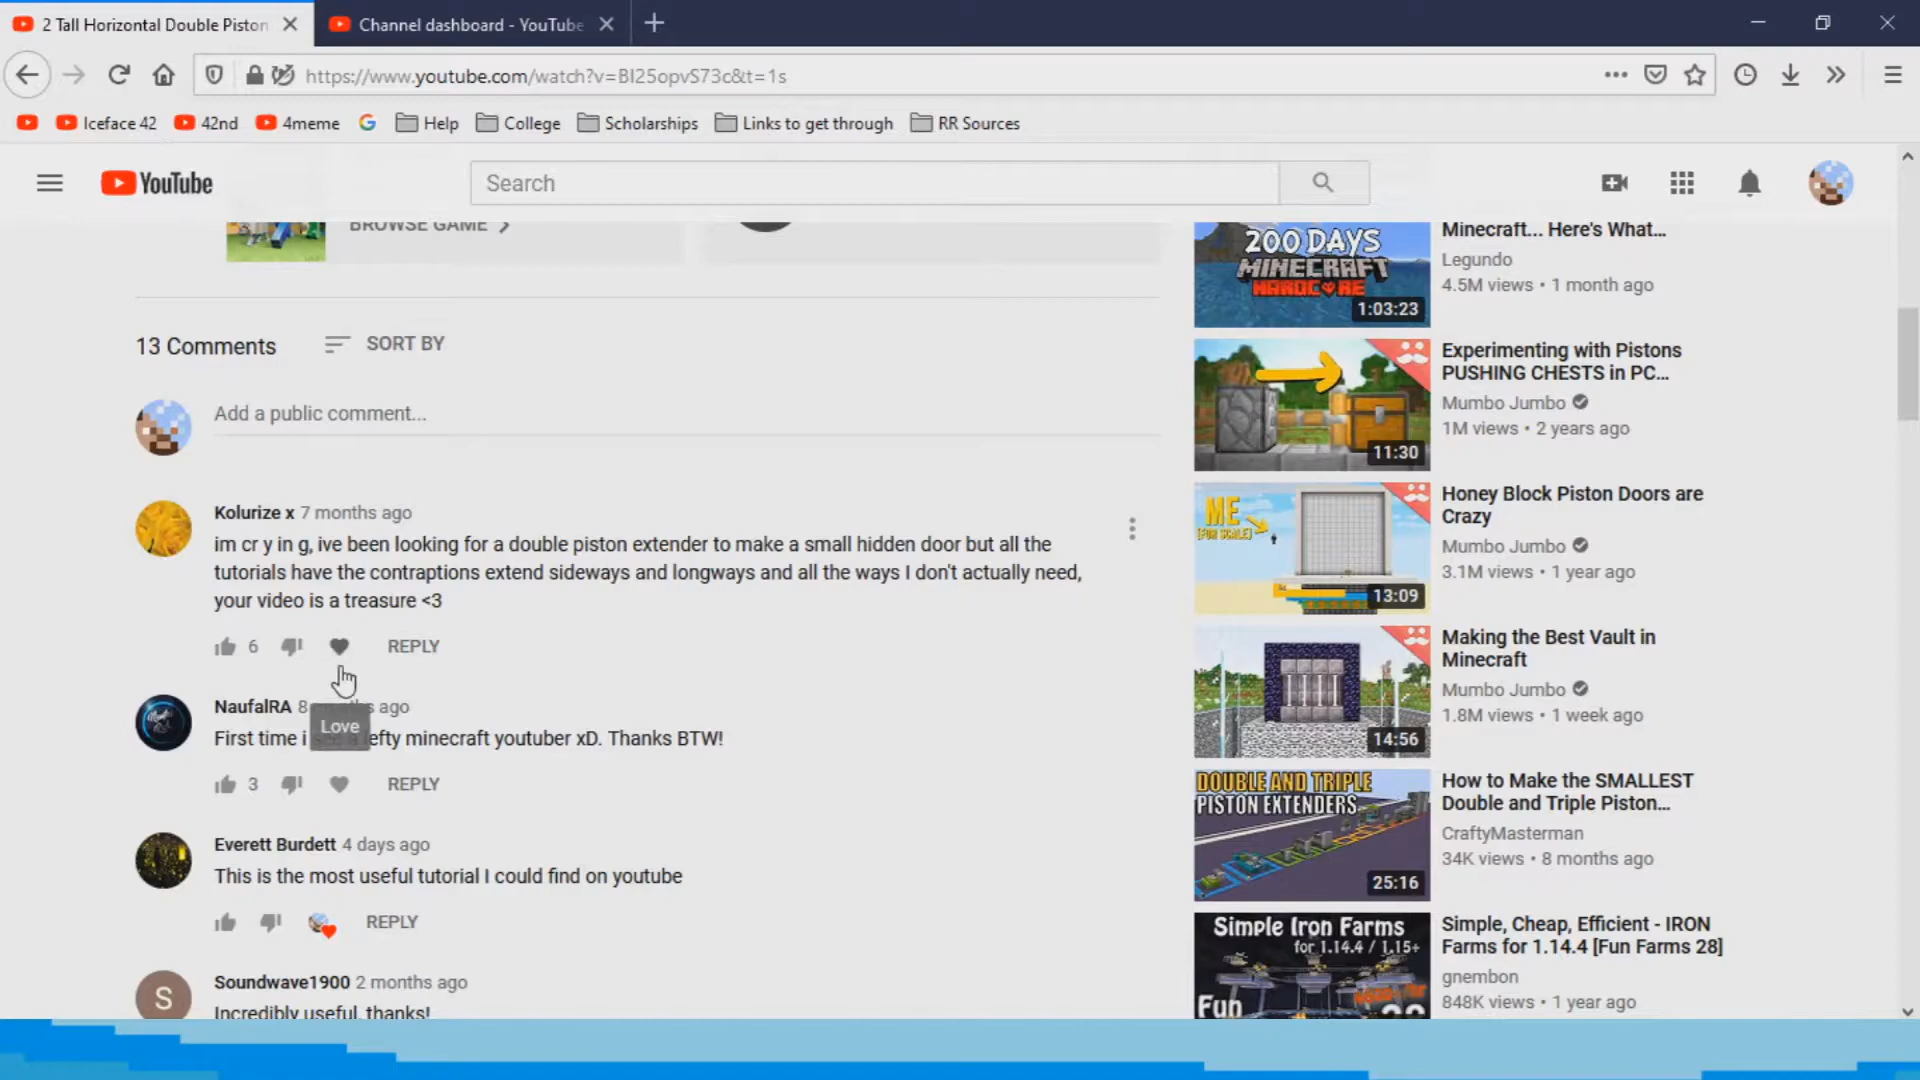 2 Tall Horizontal Double Piston
Channel dashboard - YouTube
https://www.youtube.com/watch?v=BI25opvS73c&t=1s
Iceface 42
42nd
4meme
Help
College
Scholarships
Links to get through
RR Sources
YouTube
Search
BROWSE GAME
13 Comments
SORT BY
Add a public comment...
Kolurize x 7 months ago
im cr y in g, ive been looking for a double piston extender to make a small hidden door but all the
tutorials have the contraptions extend sideways and longways and all the ways I don't actually need,
your video is a treasure <3
6
REPLY
NaufalRA 8 months ago
Love
First time i see a lefty minecraft youtuber xD. Thanks BTW!
3
REPLY
Everett Burdett 4 days ago
This is the most useful tutorial I could find on youtube
REPLY
S
Soundwave1900 2 months ago
Incredibly useful, thanks!
200 DAYS
MINECRAFT
HARDCORE
1:03:23
Minecraft... Here's What...
Legundo
4.5M views • 1 month ago
11:30
Experimenting with Pistons
PUSHING CHESTS in PC...
Mumbo Jumbo
1M views • 2 years ago
ME
[FOR SCALE]
13:09
Honey Block Piston Doors are
Crazy
Mumbo Jumbo
3.1M views • 1 year ago
14:56
Making the Best Vault in
Minecraft
Mumbo Jumbo
1.8M views • 1 week ago
DOUBLE AND TRIPLE
PISTON EXTENDERS
25:16
How to Make the SMALLEST
Double and Triple Piston...
CraftyMasterman
34K views • 8 months ago
Simple Iron Farms
for 1.14.4 / 1.15+
Fun
Simple, Cheap, Efficient - IRON
Farms for 1.14.4 [Fun Farms 28]
gnembon
848K views • 1 year ago